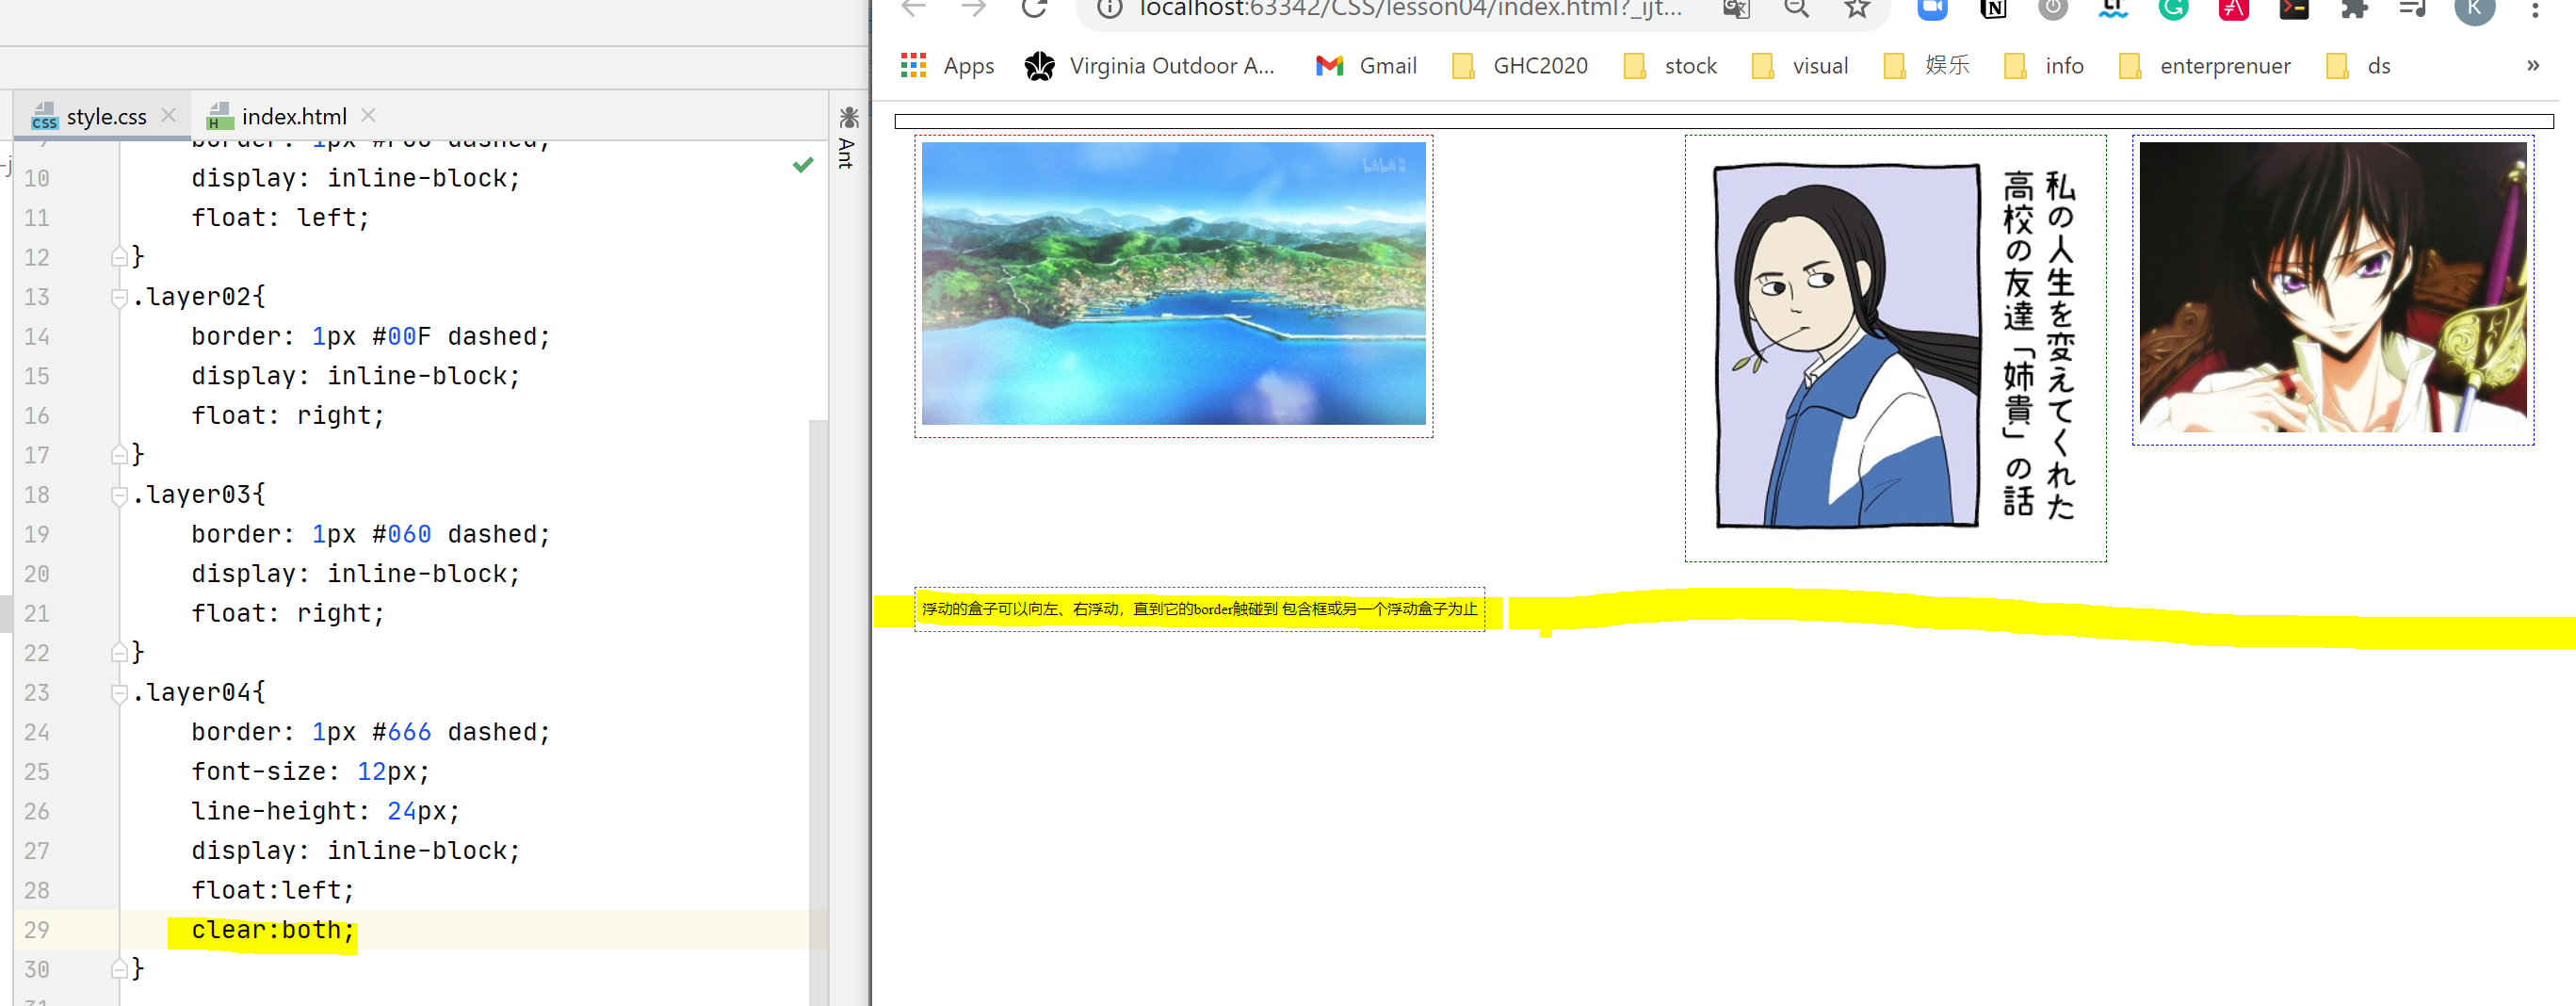 localhost:63342/CSS/lesson04/index.html?_ijt...
Apps
Virginia Outdoor A...
Gmail
GHC2020
stock
visual
娱乐
info
enterprenuer
ds
»
style.css
index.html
Ant
10 display: inline-block;
11 float: left;
12 }
13 .layer02{
14 border: 1px #00F dashed;
15 display: inline-block;
16 float: right;
17 }
18 .layer03{
19 border: 1px #060 dashed;
20 display: inline-block;
21 float: right;
22 }
23 .layer04{
24 border: 1px #666 dashed;
25 font-size: 12px;
26 line-height: 24px;
27 display: inline-block;
28 float:left;
29 clear:both;
30 }
bilibili
私の人生を変えてくれた
高校の友達「姉貴」の話
浮动的盒子可以向左、右浮动，直到它的border触碰到 包含框或另一个浮动盒子为止